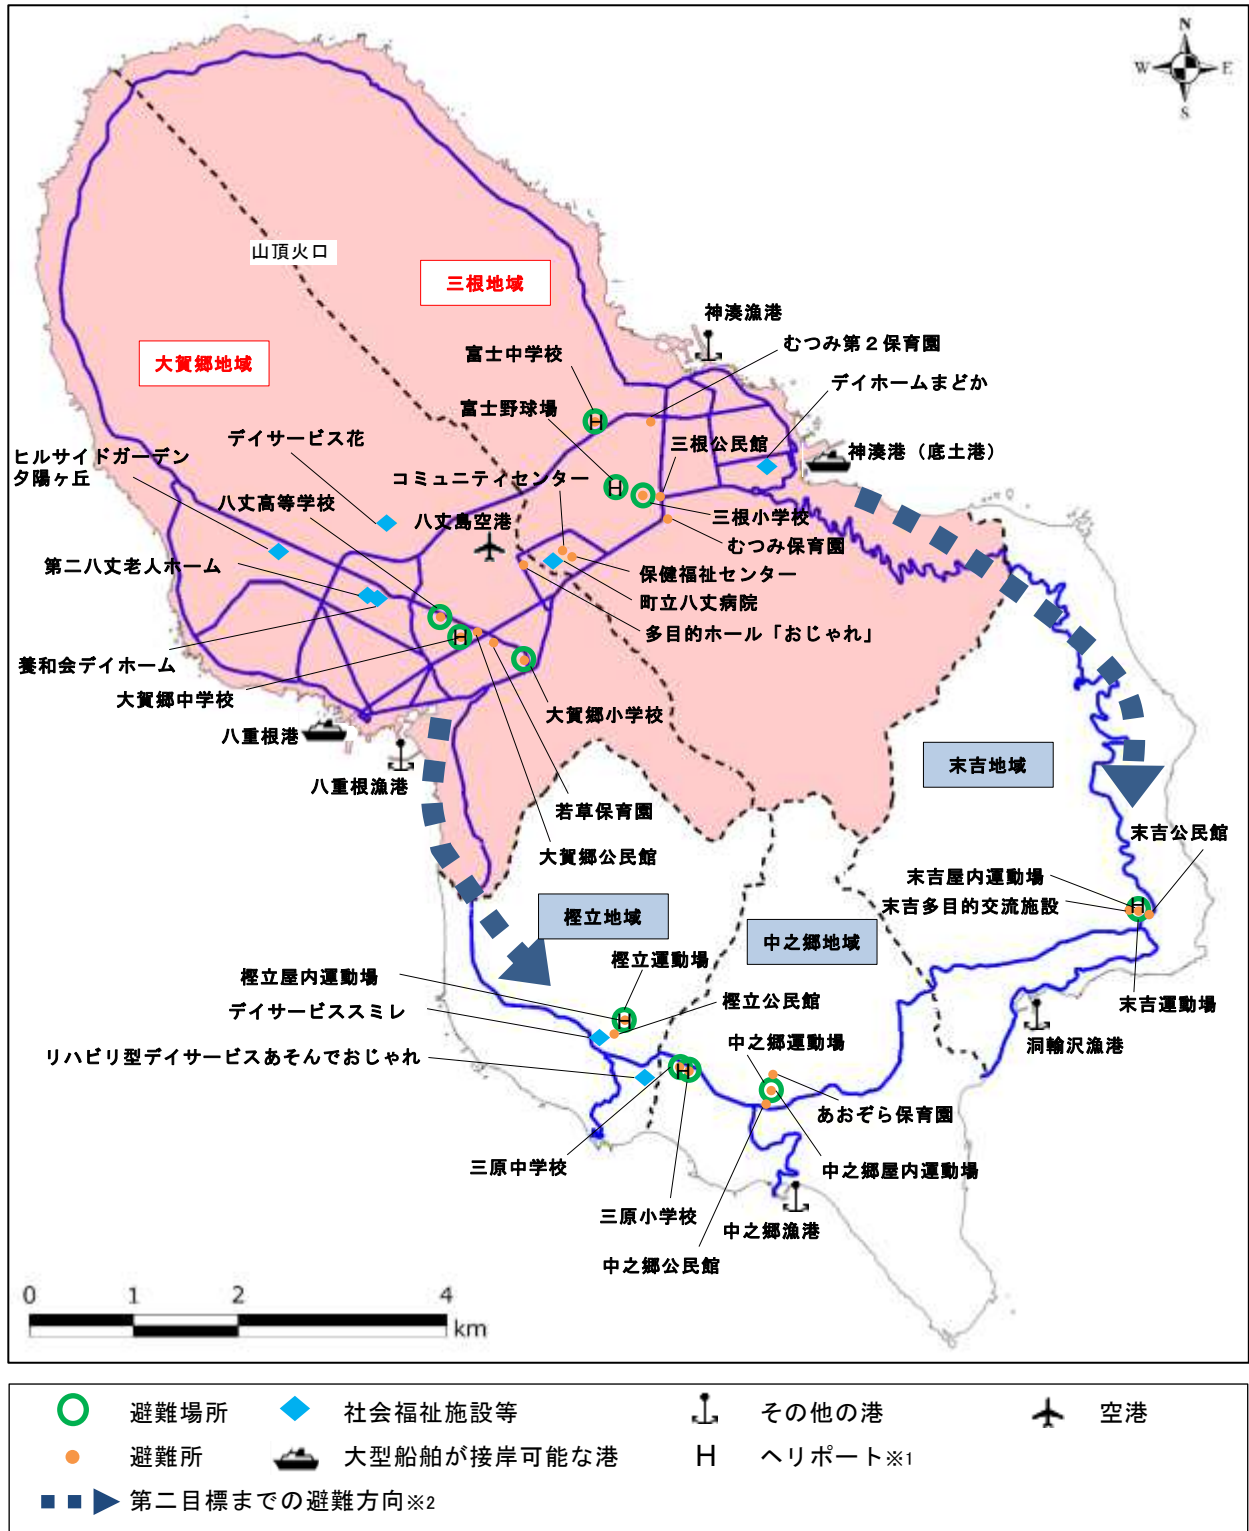 N
W
E
S
山頂火口
三根地域
神湊漁港
大賀郷地域
富士中学校
むつみ第２保育園
デイホームまどか
富士野球場
デイサービス花
三根公民館
神湊港（底土港）
ヒルサイドガーデン
夕陽ヶ丘
コミュニティセンター
八丈高等学校
八丈島空港
三根小学校
むつみ保育園
第二八丈老人ホーム
保健福祉センター
町立八丈病院
多目的ホール「おじゃれ」
養和会デイホーム
大賀郷中学校
大賀郷小学校
八重根港
末吉地域
八重根漁港
若草保育園
末吉公民館
大賀郷公民館
末吉屋内運動場
末吉多目的交流施設
樫立地域
中之郷地域
樫立運動場
樫立屋内運動場
樫立公民館
末吉運動場
デイサービススミレ
中之郷運動場
洞輪沢漁港
リハビリ型デイサービスあそんでおじゃれ
あおぞら保育園
三原中学校
中之郷屋内運動場
三原小学校
中之郷漁港
中之郷公民館
H
H
H
H
H
H
0 1 2 4
km
避難場所
社会福祉施設等
その他の港
空港
避難所
大型船舶が接岸可能な港
H ヘリポート※1
第二目標までの避難方向※2